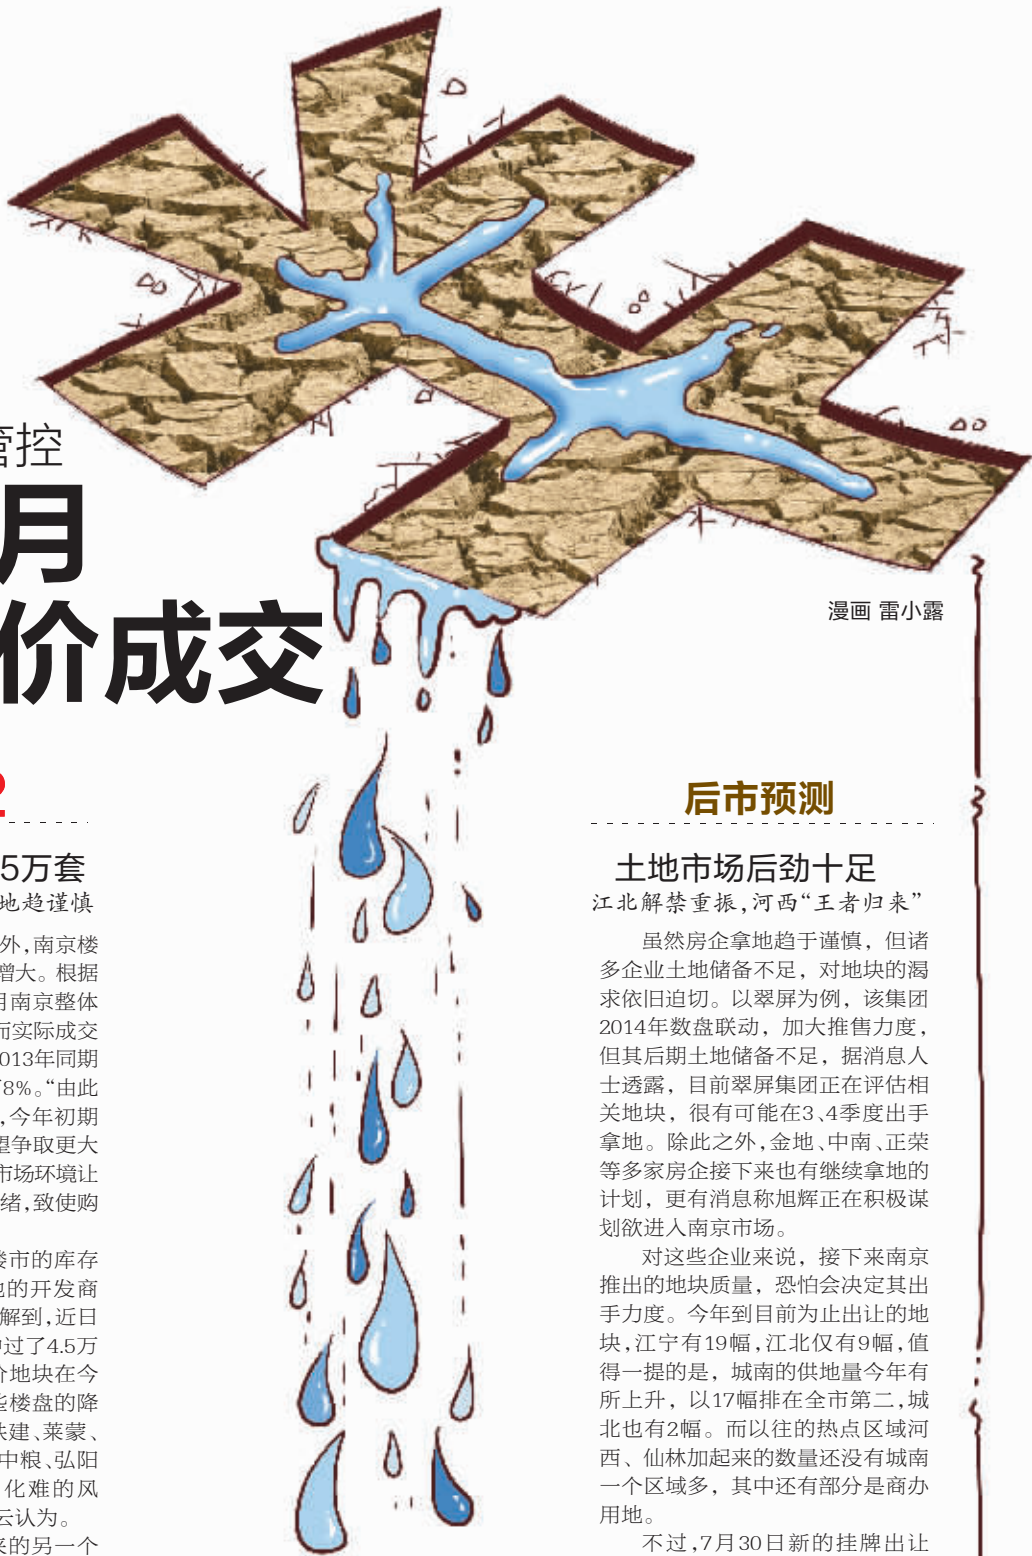 管控
月
价成交
漫画 雷小露
2
5万套
地趋谨慎
外,南京楼
增大。根据
月南京整体
而实际成交
013年同期
8%。“由此
,今年初期
望争取更大
市场环境让
绪,致使购
楼市的库存
地的开发商
解到,近日
过了4.5万
价地块在今
些楼盘的降
铁建、莱蒙、
中粮、弘阳
化难的风
云认为。
来的另一个
后市预测
土地市场后劲十足
江北解禁重振,河西“王者归来”
虽然房企拿地趋于谨慎，但诸
多企业土地储备不足，对地块的渴
求依旧迫切。以翠屏为例，该集团
2014年数盘联动，加大推售力度，
但其后期土地储备不足，据消息人
士透露，目前翠屏集团正在评估相
关地块，很有可能在3、4季度出手
拿地。除此之外,金地、中南、正荣
等多家房企接下来也有继续拿地的
计划，更有消息称旭辉正在积极谋
划欲进入南京市场。
对这些企业来说，接下来南京
推出的地块质量，恐怕会决定其出
手力度。今年到目前为止出让的地
块,江宁有19幅,江北仅有9幅,值
得一提的是，城南的供地量今年有
所上升，以17幅排在全市第二,城
北也有2幅。而以往的热点区域河
西、仙林加起来的数量还没有城南
一个区域多，其中还有部分是商办
用地。
不过,7月30日新的挂牌出让